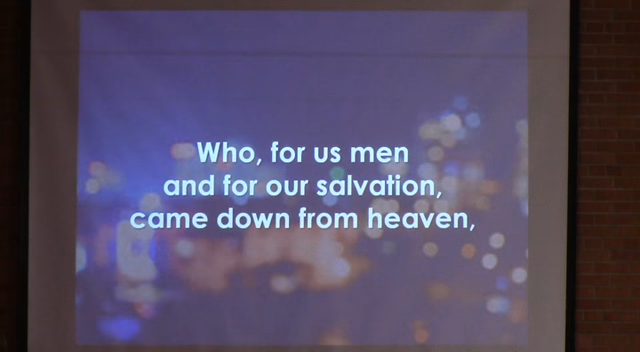 Who, for us men
and for our salvation,
came down from heaven,